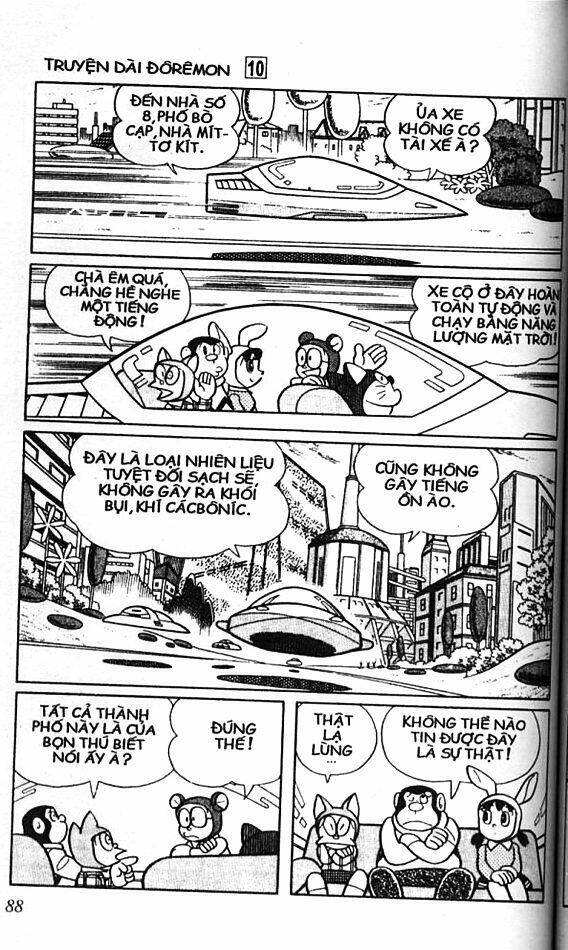 TRUYỆN DÀI ĐÔRÊMON 10
ĐẾN NHÀ SỐ
8, PHỐ BÒ
CẠP, NHÀ MÍT-
TƠ KÍT.
ỦA XE
KHÔNG CÓ
TÀI XẾ À?
CHÀ ÊM QUÁ,
CHẲNG HỀ NGHE
MỘT TIẾNG
ĐỘNG!
XE CỘ Ở ĐÂY HOÀN
TOÀN TỰ ĐỘNG VÀ
CHẠY BẰNG NĂNG
LƯỢNG MẶT TRỜI!
ĐÂY LÀ LOẠI NHIÊN LIỆU
TUYỆT ĐỐI SẠCH SẼ,
KHÔNG GÂY RA KHÓI
BỤI, KHÍ CÁCBÔNÍC.
CŨNG KHÔNG
GÂY TIẾNG
ỒN ÀO.
TẤT CẢ THÀNH
PHỐ NÀY LÀ CỦA
BỌN THÚ BIẾT
NÓI ẤY À?
ĐÚNG
THẾ!
THẬT
LẠ
LÙNG
...
KHÔNG THỂ NÀO
TIN ĐƯỢC ĐÂY
LÀ SỰ THẬT!
88